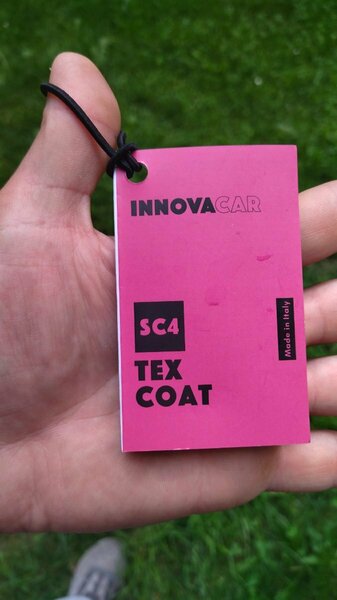 INNOVACAR
SC4
TEX
COAT
Made in Italy